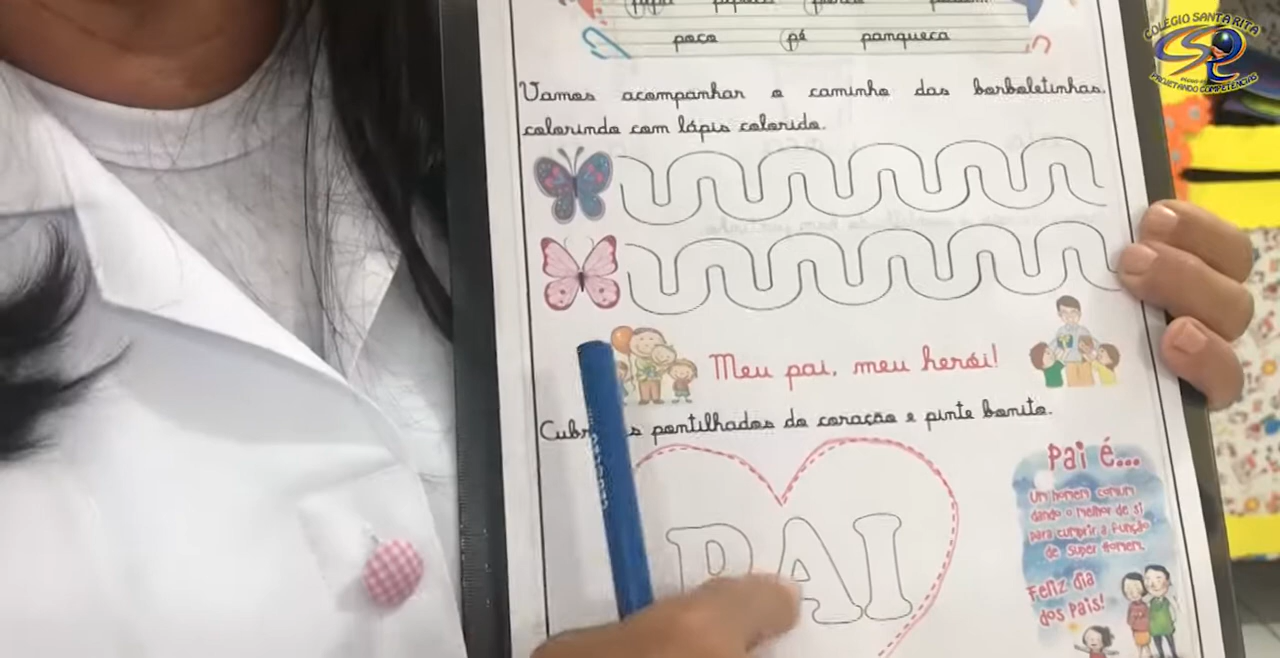 COLÉGIO SANTA RITA
PROJETANDO COMPETÊNCIAS
poço pé panqueca
Vamos acompanhar o caminho das borboletinhas,
colorindo com lápis colorido.
Meu pai, meu herói!
pontilhados do coração e pinte bonito.
PAI
Pai é...
Um homem comum
dando o melhor de si
para cumprir a função
de super homem.
Feliz dia
dos pais!